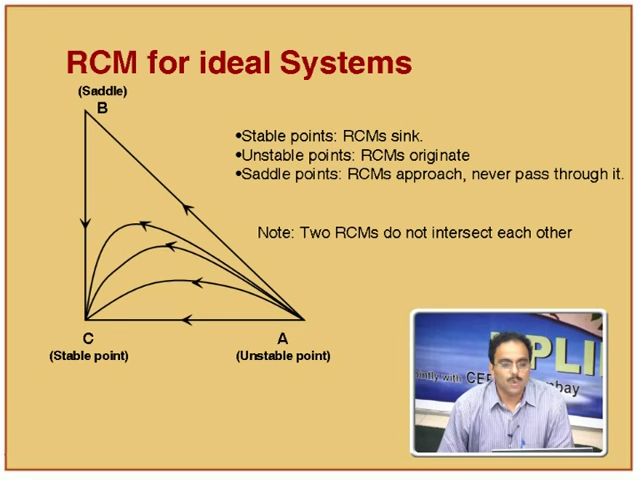 RCM for ideal Systems
(Saddle)
B
•Stable points: RCMs sink.
•Unstable points: RCMs originate
•Saddle points: RCMs approach, never pass through it.
Note: Two RCMs do not intersect each other
C
(Stable point)
A
(Unstable point)
with